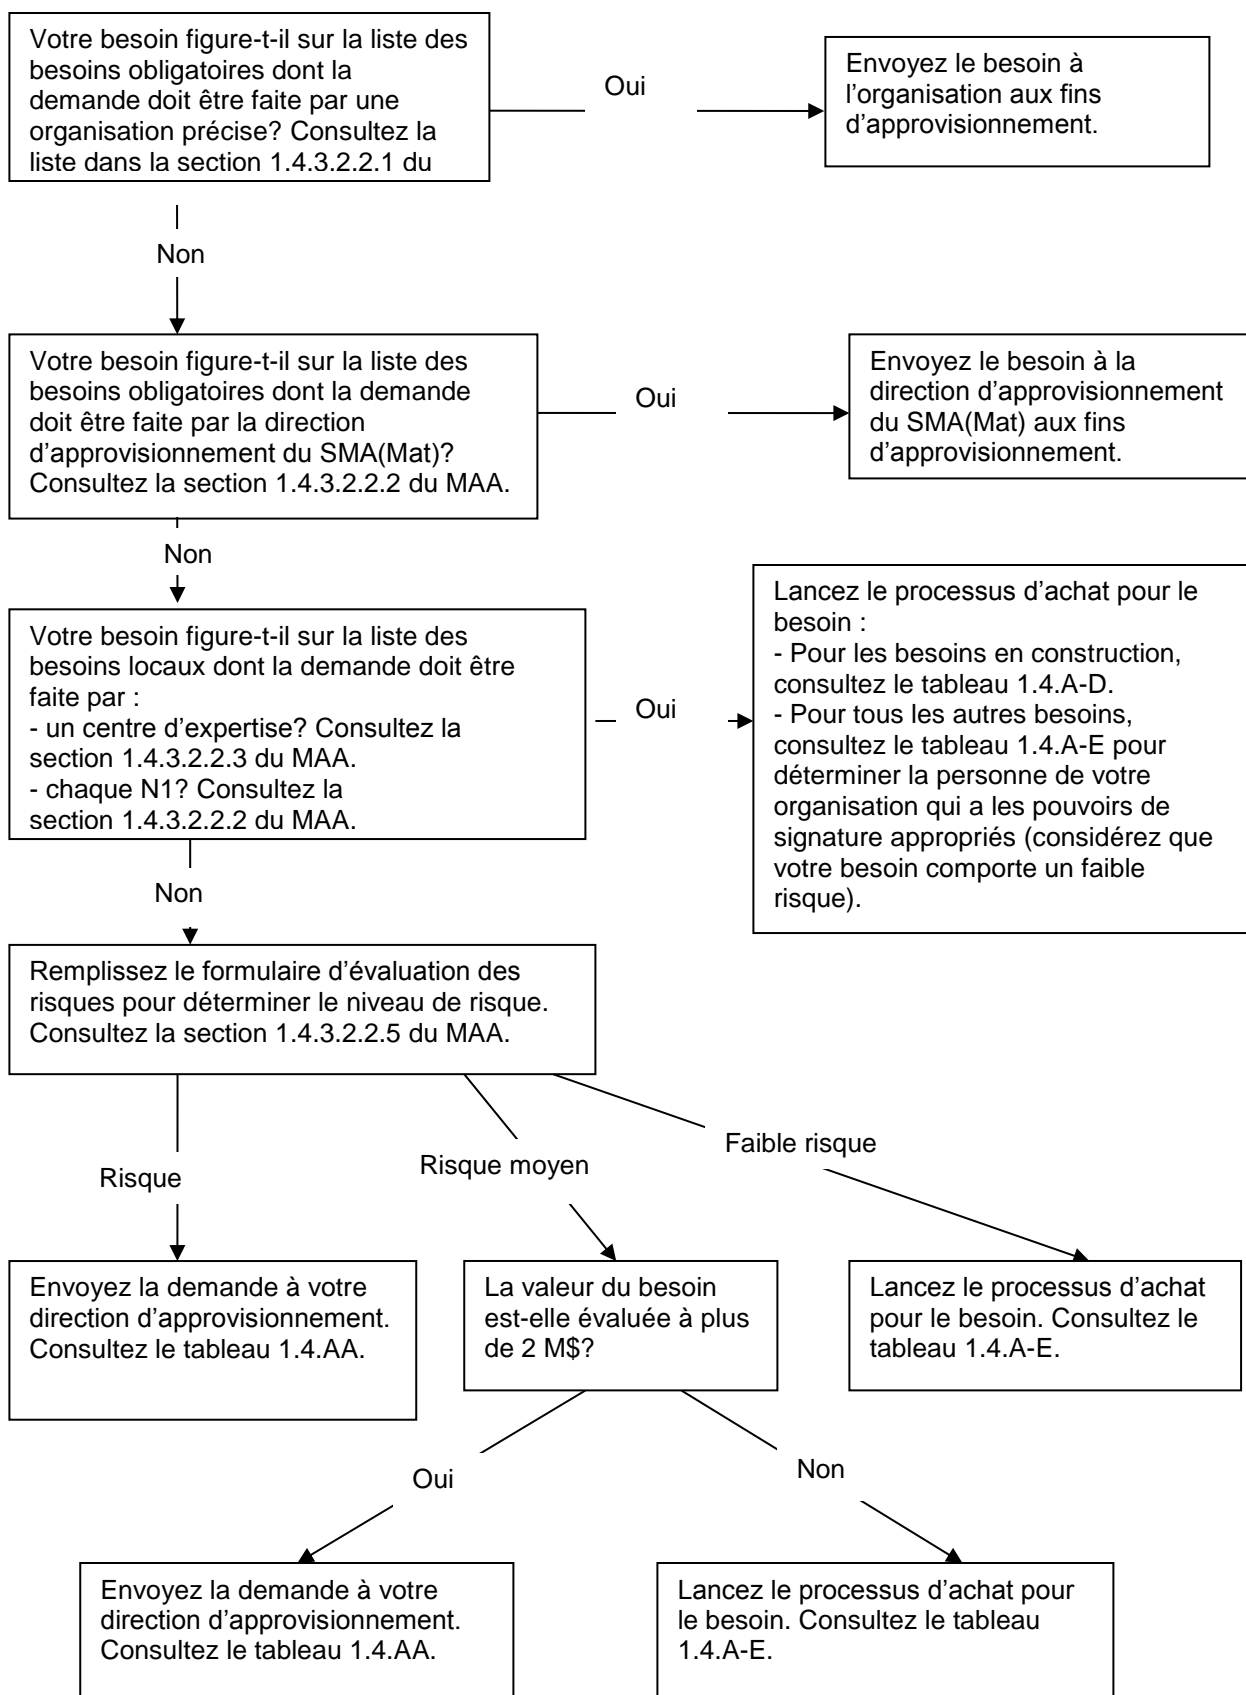 Votre besoin figure-t-il sur la liste des
besoins obligatoires dont la
demande doit être faite par une
organisation précise? Consultez la
liste dans la section 1.4.3.2.2.1 du
Oui
Envoyez le besoin à
l’organisation aux fins
d’approvisionnement.
Non
Votre besoin figure-t-il sur la liste des
besoins obligatoires dont la demande
doit être faite par la direction
d’approvisionnement du SMA(Mat)?
Consultez la section 1.4.3.2.2.2 du MAA.
Oui
Envoyez le besoin à la
direction d’approvisionnement
du SMA(Mat) aux fins
d’approvisionnement.
Non
Votre besoin figure-t-il sur la liste des
besoins locaux dont la demande doit être
faite par :
- un centre d’expertise? Consultez la
section 1.4.3.2.2.3 du MAA.
- chaque N1? Consultez la
section 1.4.3.2.2.2 du MAA.
Oui
Lancez le processus d’achat pour le
besoin :
- Pour les besoins en construction,
consultez le tableau 1.4.A-D.
- Pour tous les autres besoins,
consultez le tableau 1.4.A-E pour
déterminer la personne de votre
organisation qui a les pouvoirs de
signature appropriés (considérez que
votre besoin comporte un faible
risque).
Non
Remplissez le formulaire d’évaluation des
risques pour déterminer le niveau de risque.
Consultez la section 1.4.3.2.2.5 du MAA.
Risque
Risque moyen
Faible risque
Envoyez la demande à votre
direction d’approvisionnement.
Consultez le tableau 1.4.AA.
La valeur du besoin
est-elle évaluée à plus
de 2 M$?
Lancez le processus d’achat
pour le besoin. Consultez le
tableau 1.4.A-E.
Oui
Non
Envoyez la demande à votre
direction d’approvisionnement.
Consultez le tableau 1.4.AA.
Lancez le processus d’achat pour
le besoin. Consultez le tableau
1.4.A-E.